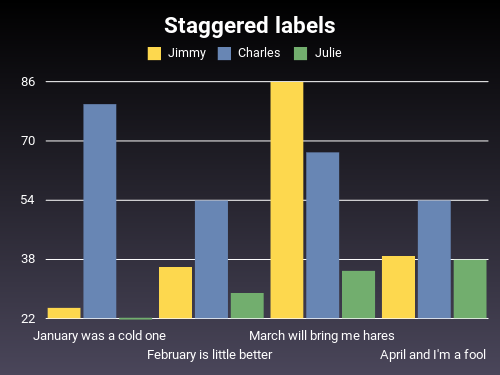 Staggered labels
Jimmy Charles Julie
86
70
54
38
22
January was a cold one March will bring me hares
February is little better April and I'm a fool